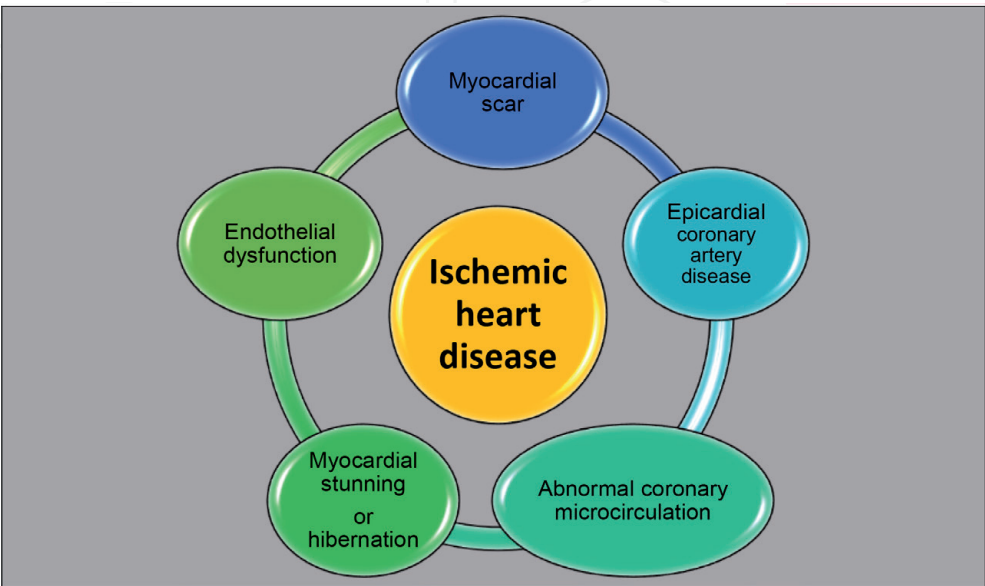 Myocardial
scar
Epicardial
coronary
artery
disease
Abnormal coronary
microcirculation
Myocardial
stunning
or
hibernation
Endothelial
dysfunction
Ischemic
heart
disease